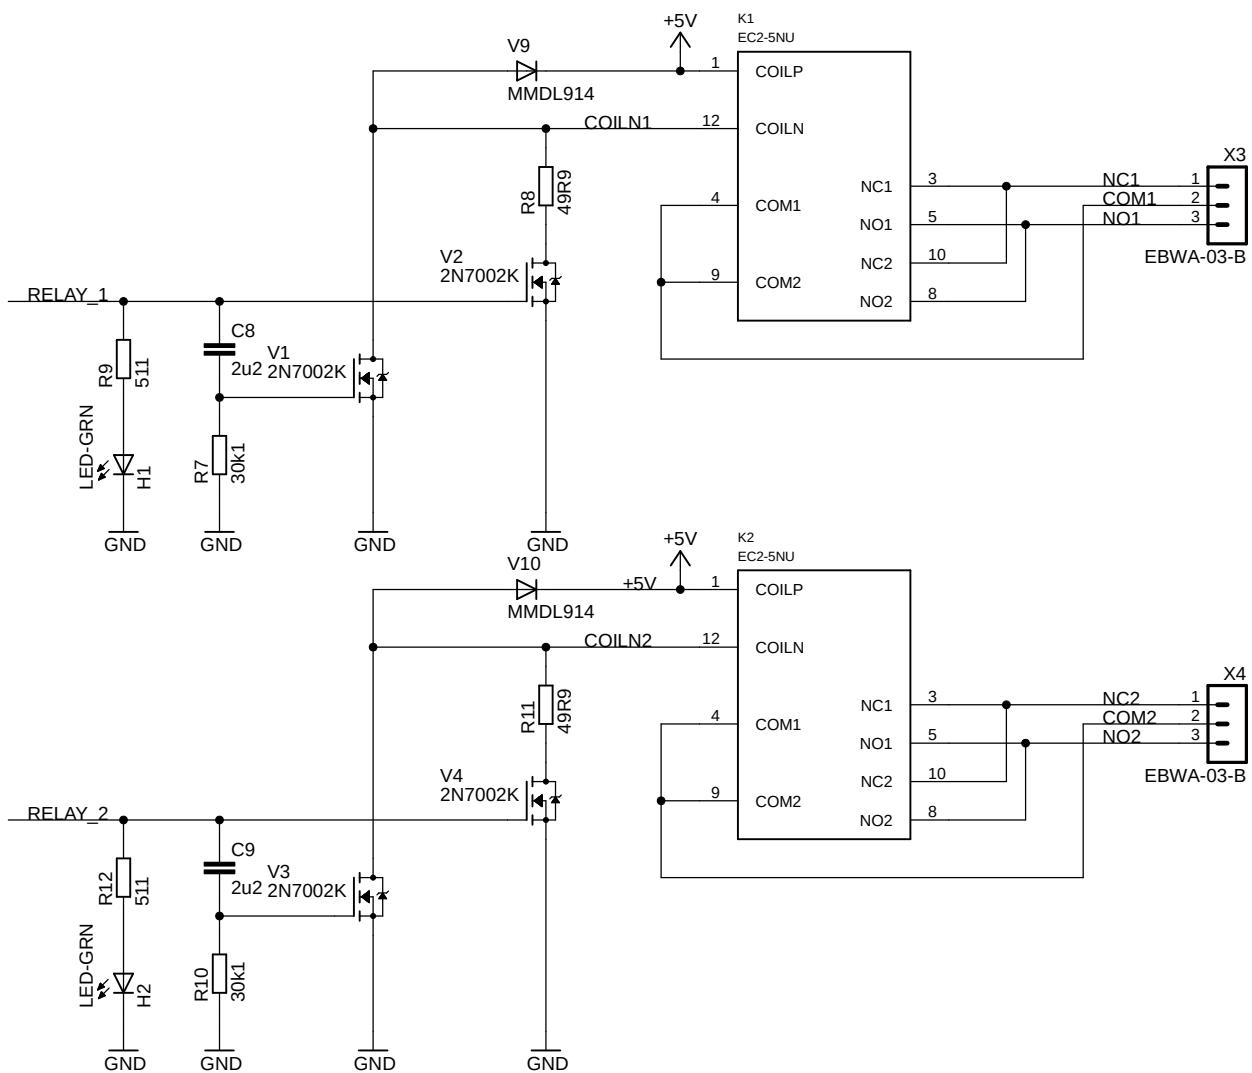 +5V
K1
EC2-5NU
V9
MMDL914
1
COILP
COILN1
12
COILN
R8
49R9
4
COM1
9
COM2
NC1
3
NO1
5
NC2
10
NO2
8
NC1
COM1
NO1
X3
1
2
3
EBWA-03-B
V2
2N7002K
RELAY_1
R9
511
C8
2u2
V1
2N7002K
LED-GRN
H1
R7
30k1
GND
GND
GND
GND
+5V
K2
EC2-5NU
V10
MMDL914
+5V
1
COILP
COILN2
12
COILN
R11
49R9
4
COM1
9
COM2
NC1
3
NO1
5
NC2
10
NO2
8
NC2
COM2
NO2
X4
1
2
3
EBWA-03-B
V4
2N7002K
RELAY_2
R12
511
C9
2u2
V3
2N7002K
LED-GRN
H2
R10
30k1
GND
GND
GND
GND